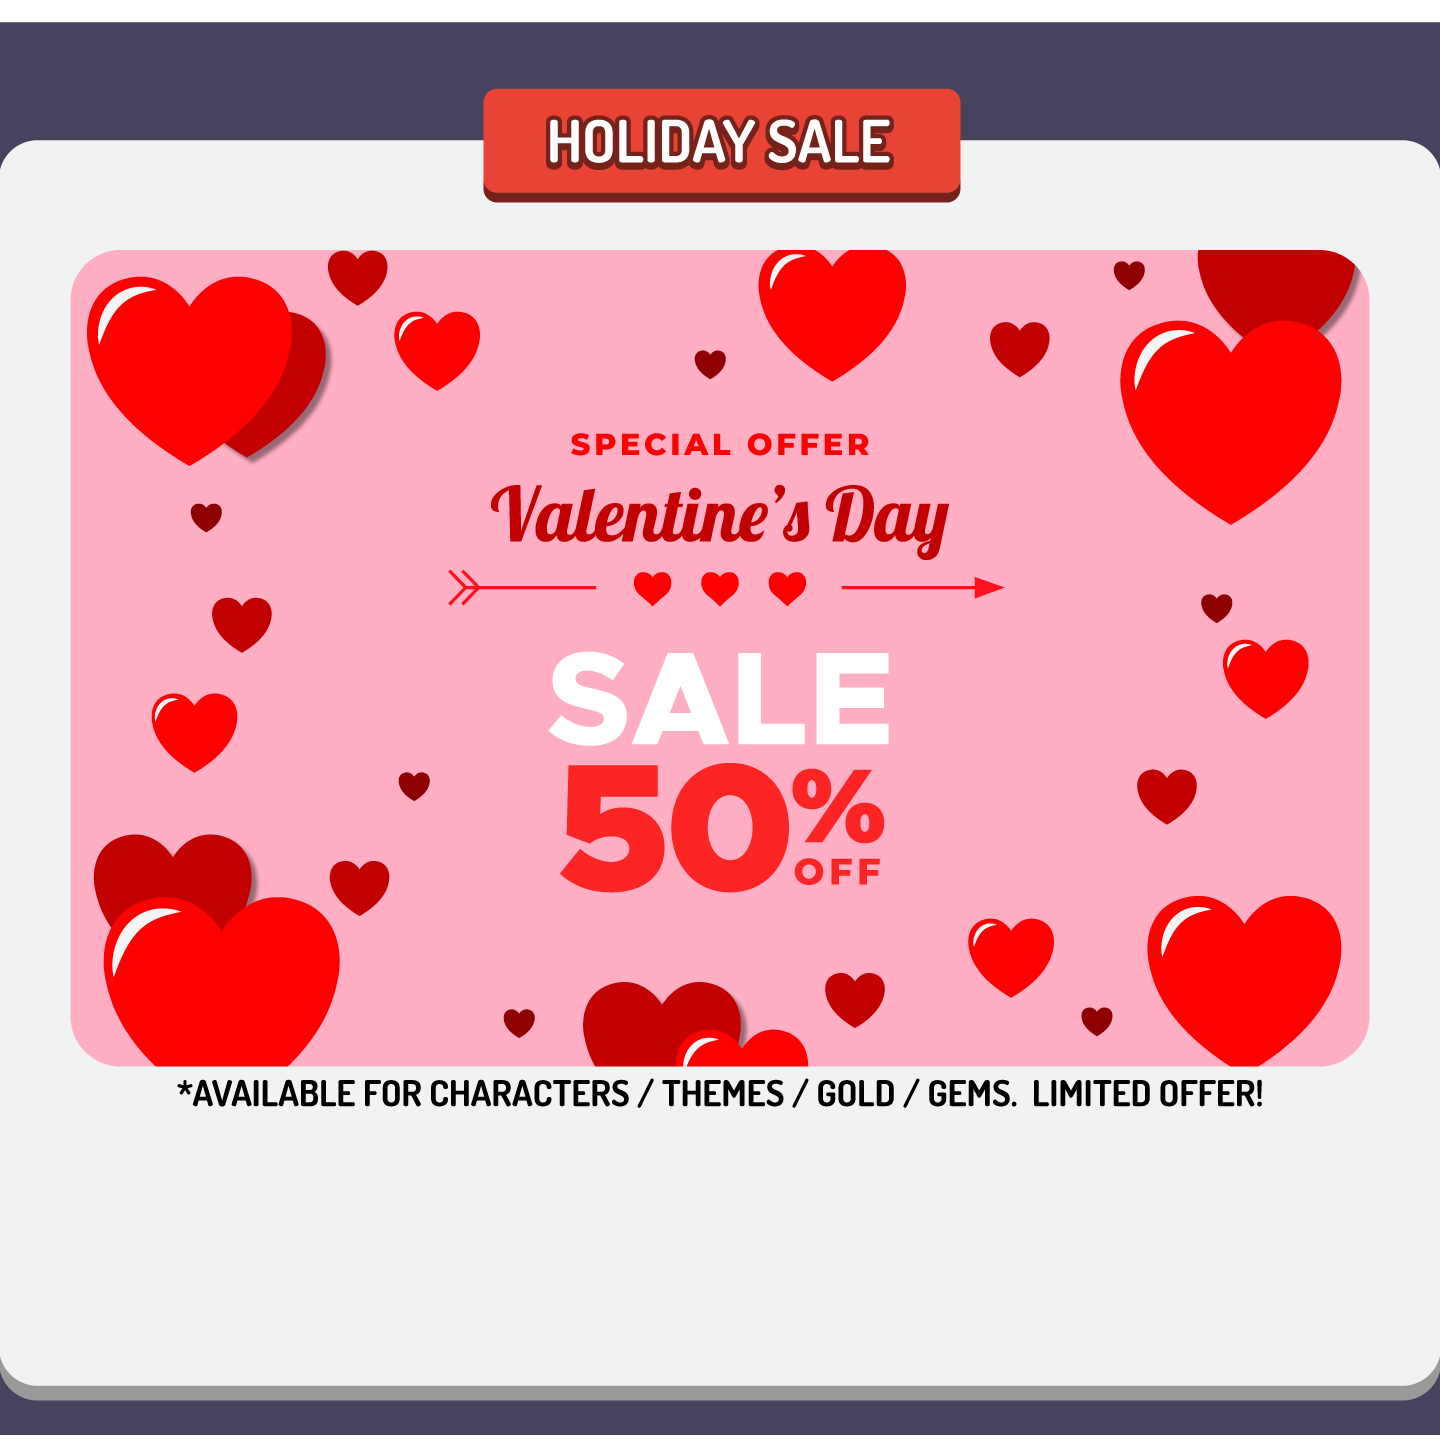 HOLIDAY SALE
SPECIAL OFFER
Valentine's Day
SALE
50%
OFF
*AVAILABLE FOR CHARACTERS / THEMES / GOLD / GEMS. LIMITED OFFER!